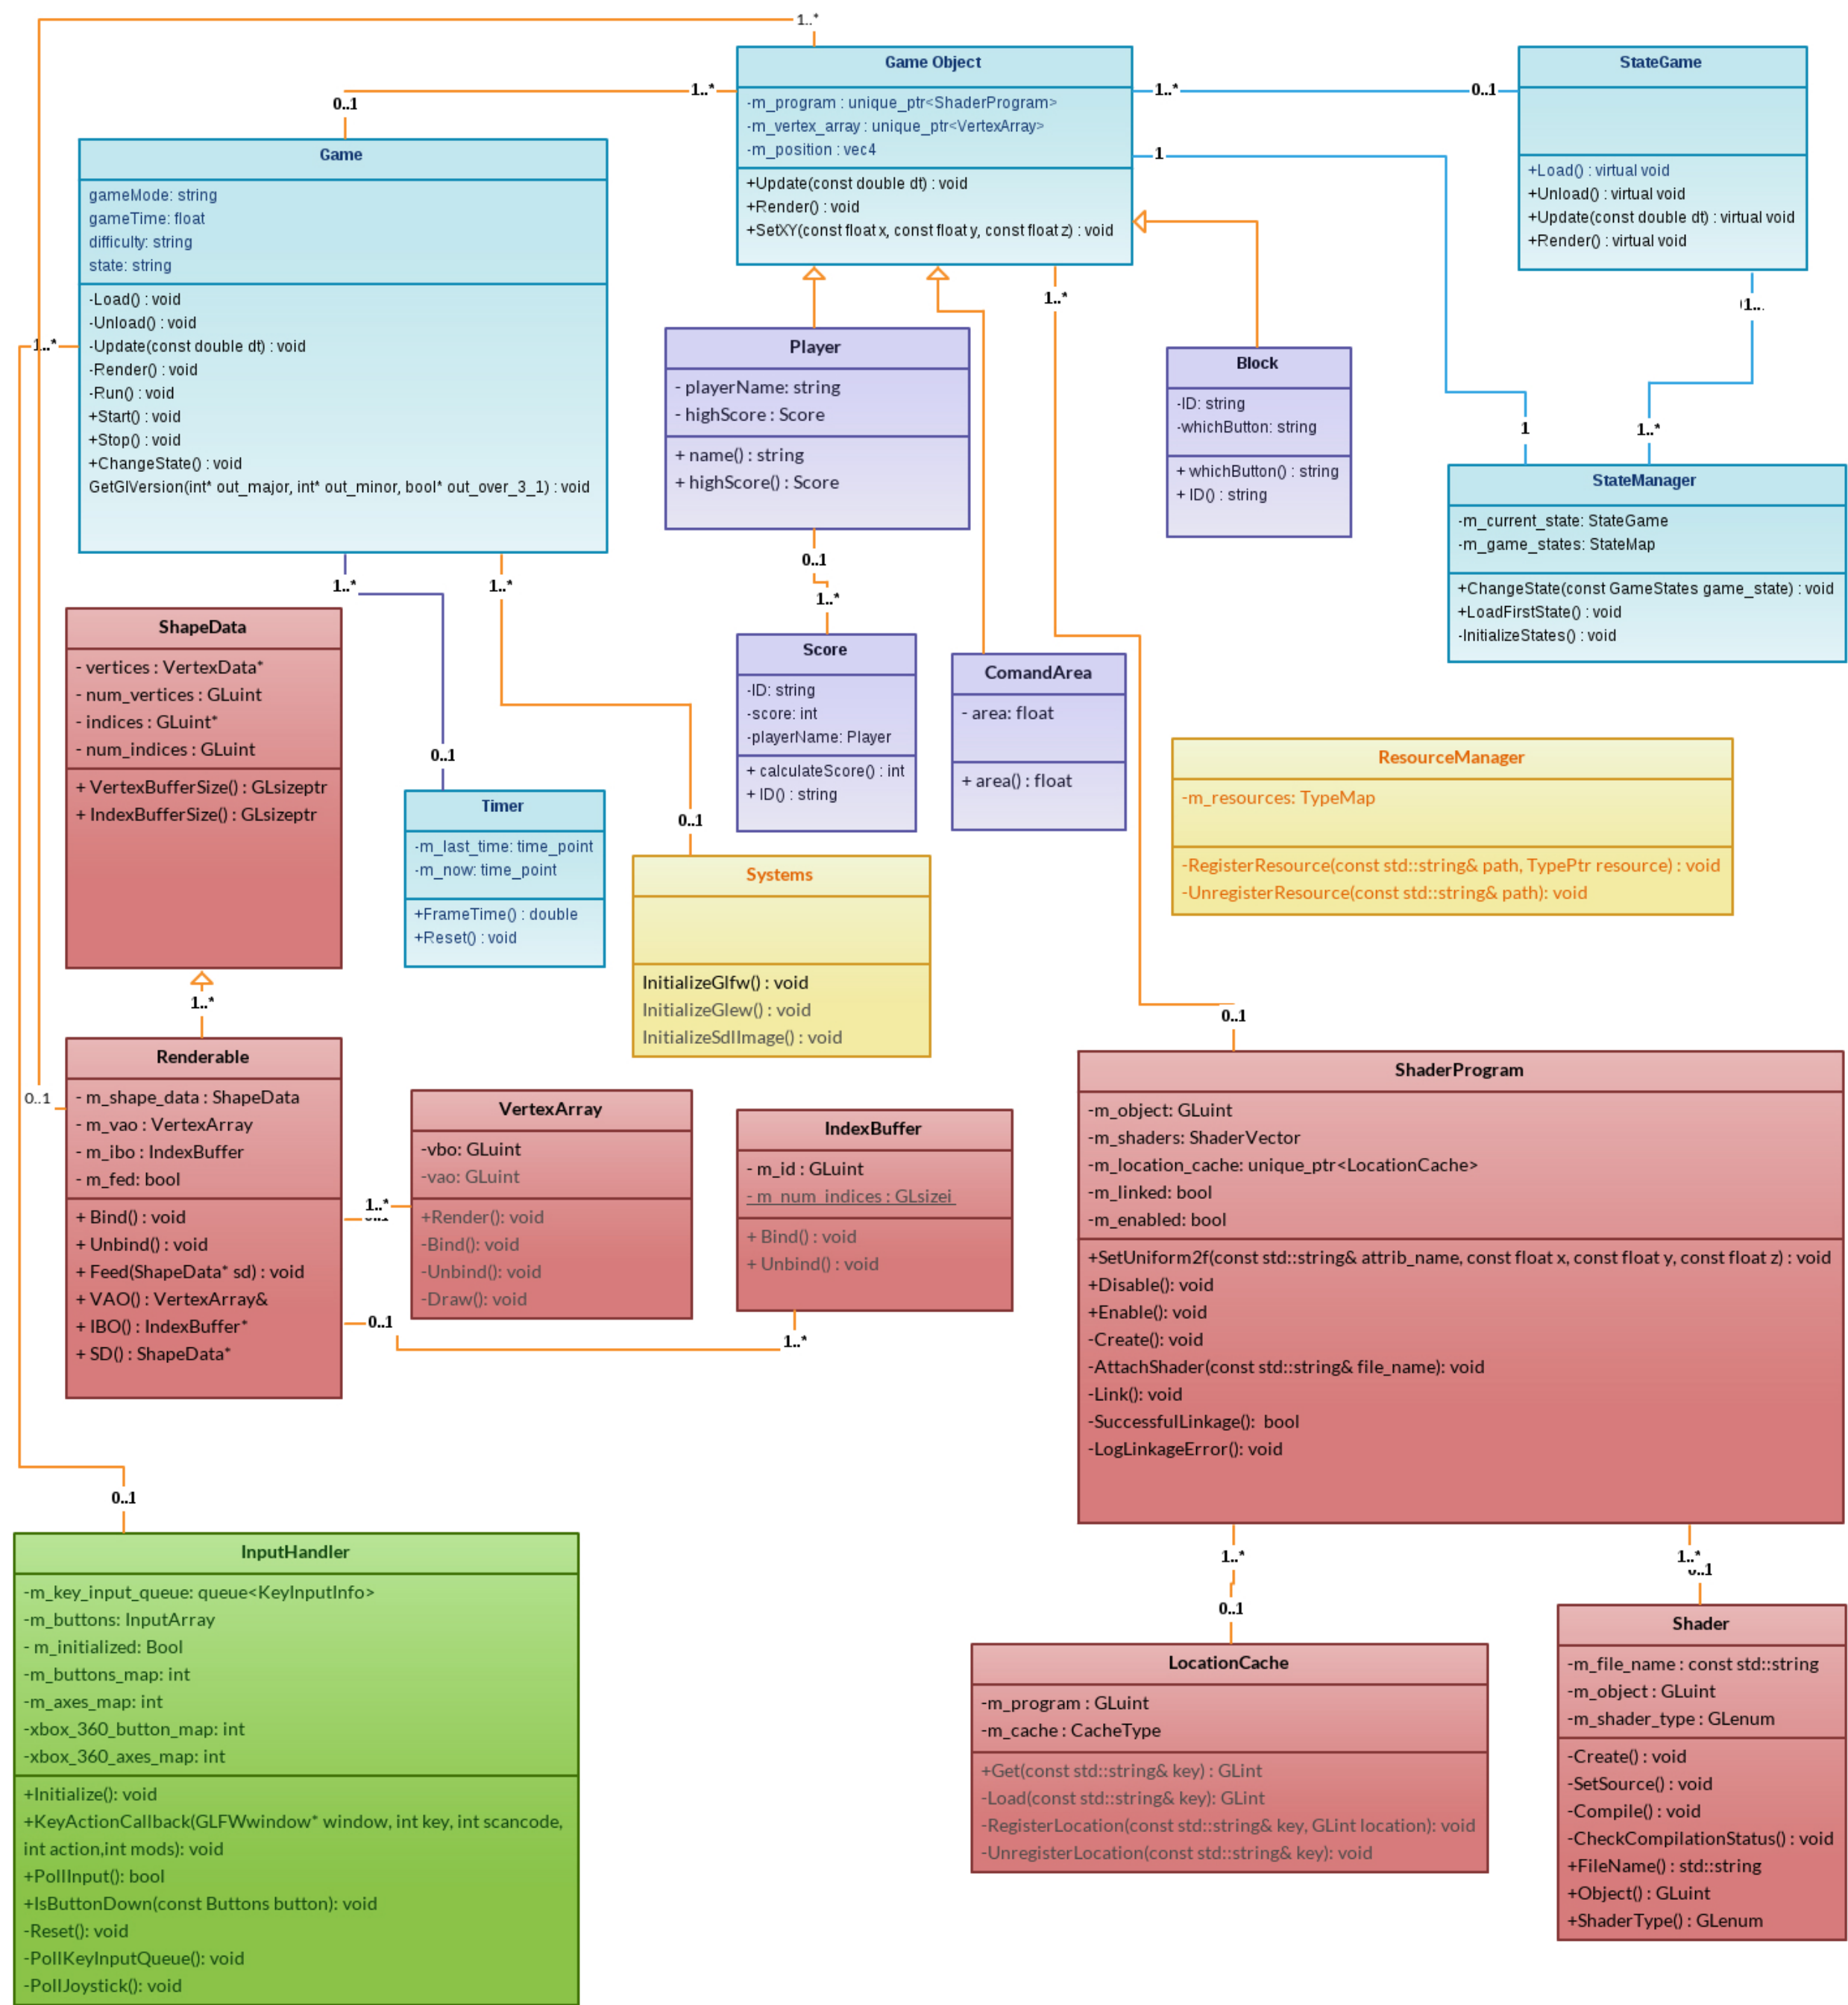 1..*
Game Object
-m_program : unique_ptr<ShaderProgram>
-m_vertex_array : unique_ptr<VertexArray>
-m_position : vec4
+Update(const double dt) : void
+Render() : void
+SetXY(const float x, const float y, const float z) : void
0..1
1..*
1..*
0..1
1
StateGame
+Load() : virtual void
+Unload() : virtual void
+Update(const double dt) : virtual void
+Render() : virtual void
Game
gameMode: string
gameTime: float
difficulty: string
state: string
-Load() : void
-Unload() : void
-Update(const double dt) : void
-Render() : void
-Run() : void
+Start() : void
+Stop() : void
+ChangeState() : void
GetGlVersion(int* out_major, int* out_minor, bool* out_over_3_1) : void
1..*
1..*
Player
- playerName: string
- highScore : Score
+ name() : string
+ highScore() : Score
Block
-ID: string
-whichButton: string
+ whichButton() : string
+ ID() : string
1
1..*
StateManager
-m_current_state: StateGame
-m_game_states: StateMap
+ChangeState(const GameStates game_state) : void
+LoadFirstState() : void
-InitializeStates() : void
1..*
1..*
0..1
1..*
ShapeData
- vertices : VertexData*
- num_vertices : GLuint
- indices : GLuint*
- num_indices : GLuint
+ VertexBufferSize() : GLsizeptr
+ IndexBufferSize() : GLsizeptr
0..1
Timer
-m_last_time: time_point
-m_now: time_point
+FrameTime() : double
+Reset() : void
0..1
Systems
InitializeGlfw() : void
InitializeGlew() : void
InitializeSdlImage() : void
Score
-ID: string
-score: int
-playerName: Player
+ calculateScore() : int
+ ID() : string
ComandArea
- area: float
+ area() : float
ResourceManager
-m_resources: TypeMap
-RegisterResource(const std::string& path, TypePtr resource) : void
-UnregisterResource(const std::string& path): void
1..*
0..1
Renderable
- m_shape_data : ShapeData
- m_vao : VertexArray
- m_ibo : IndexBuffer
- m_fed: bool
+ Bind() : void
+ Unbind() : void
+ Feed(ShapeData* sd) : void
+ VAO() : VertexArray&
+ IBO() : IndexBuffer*
+ SD() : ShapeData*
1..*
0..1
VertexArray
-vbo: GLuint
-vao: GLuint
+Render(): void
-Bind(): void
-Unbind(): void
-Draw(): void
IndexBuffer
- m_id : GLuint
- m_num_indices : GLsizei
+ Bind() : void
+ Unbind() : void
1..*
0..1
ShaderProgram
-m_object: GLuint
-m_shaders: ShaderVector
-m_location_cache: unique_ptr<LocationCache>
-m_linked: bool
-m_enabled: bool
+SetUniform2f(const std::string& attrib_name, const float x, const float y, const float z) : void
+Disable(): void
+Enable(): void
-Create(): void
-AttachShader(const std::string& file_name): void
-Link(): void
-SuccessfulLinkage(): bool
-LogLinkageError(): void
0..1
InputHandler
-m_key_input_queue: queue<KeyInputInfo>
-m_buttons: InputArray
- m_initialized: Bool
-m_buttons_map: int
-m_axes_map: int
-xbox_360_button_map: int
-xbox_360_axes_map: int
+Initialize(): void
+KeyActionCallback(GLFWwindow* window, int key, int scancode,
int action,int mods): void
+PollInput(): bool
+IsButtonDown(const Buttons button): void
-Reset(): void
-PollKeyInputQueue(): void
-PollJoystick(): void
1..*
0..1
LocationCache
-m_program : GLuint
-m_cache : CacheType
+Get(const std::string& key) : GLint
-Load(const std::string& key): GLint
-RegisterLocation(const std::string& key, GLint location): void
-UnregisterLocation(const std::string& key): void
1..*
Shader
-m_file_name : const std::string
-m_object : GLuint
-m_shader_type : GLenum
-Create() : void
-SetSource() : void
-Compile() : void
-CheckCompilationStatus() : void
+FileName() : std::string
+Object() : GLuint
+ShaderType() : GLenum